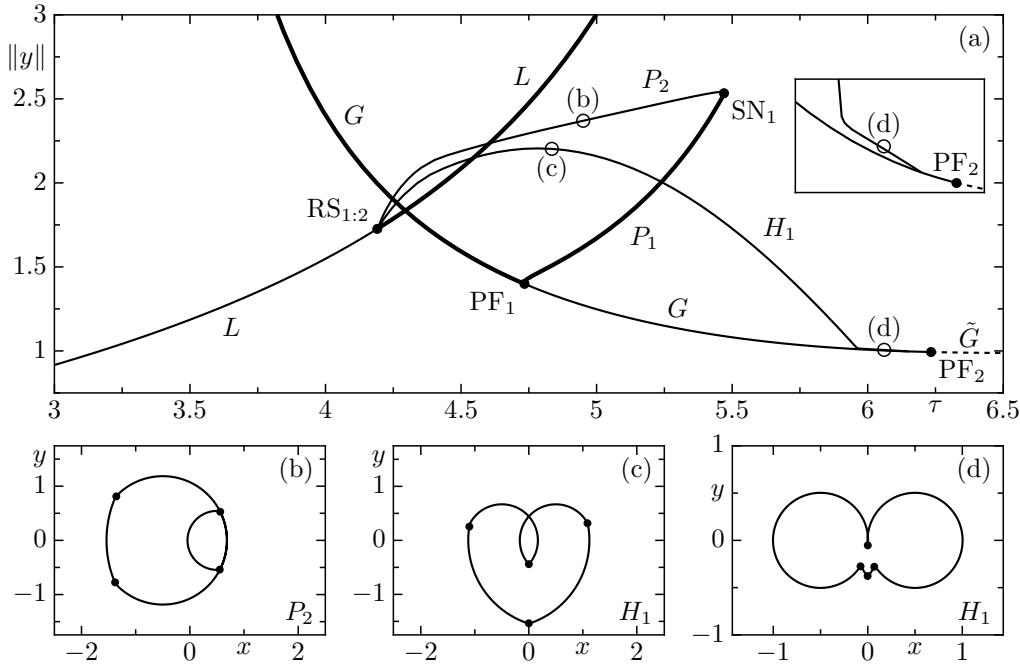 3
(a)
‖y‖
2.5
2
1.5
1
L
P₂
(b)
G
SN₁
(c)
(d)
PF₂
RS₁:₂
P₁
H₁
PF₁
G
L
(d)
G̃
PF₂
3 3.5 4 4.5 5 5.5 6 τ 6.5
y
(b)
1
0
−1
P₂
−2 0 x 2
y
(c)
1
0
−1
H₁
−2 0 x 2
1
(d)
y
0
−1
H₁
−1 0 x 1